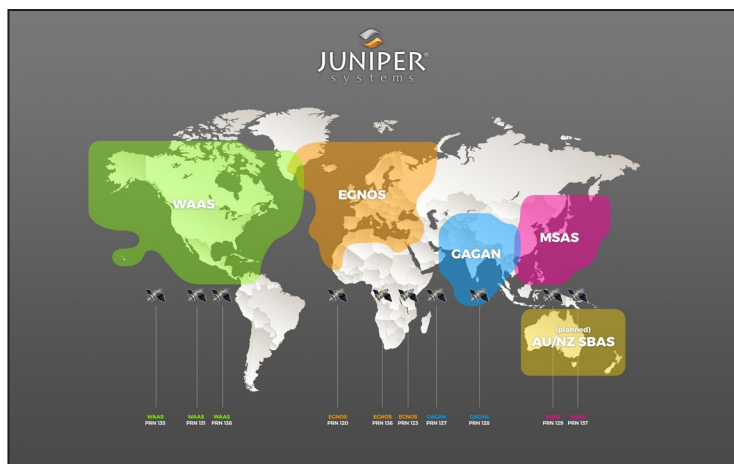 JUNIPER®
systems
WAAS
EGNOS
GAGAN
MSAS
(planned)
AU/NZ SBAS
WAAS
PRN 135
WAAS
PRN 131
WAAS
PRN 138
EGNOS
PRN 120
EGNOS
PRN 136
EGNOS
PRN 123
GAGAN
PRN 127
GAGAN
PRN 128
MSAS
PRN 129
MSAS
PRN 137